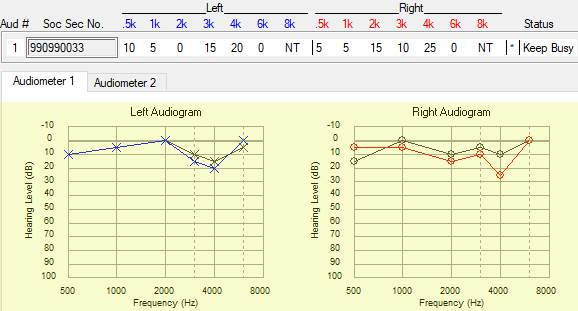 Left Right
Aud # Soc Sec No. .5k 1k 2k 3k 4k 6k 8k .5k 1k 2k 3k 4k 6k 8k Status
1 990990033 10 5 0 15 20 0 NT 5 5 15 10 25 0 NT * Keep Busy
Audiometer 1 Audiometer 2
Left Audiogram
Hearing Level (dB)
-10
0
10
20
30
40
50
60
70
80
90
100
500 1000 2000 4000 8000
Frequency (Hz)
Right Audiogram
Hearing Level (dB)
-10
0
10
20
30
40
50
60
70
80
90
100
500 1000 2000 4000 8000
Frequency (Hz)